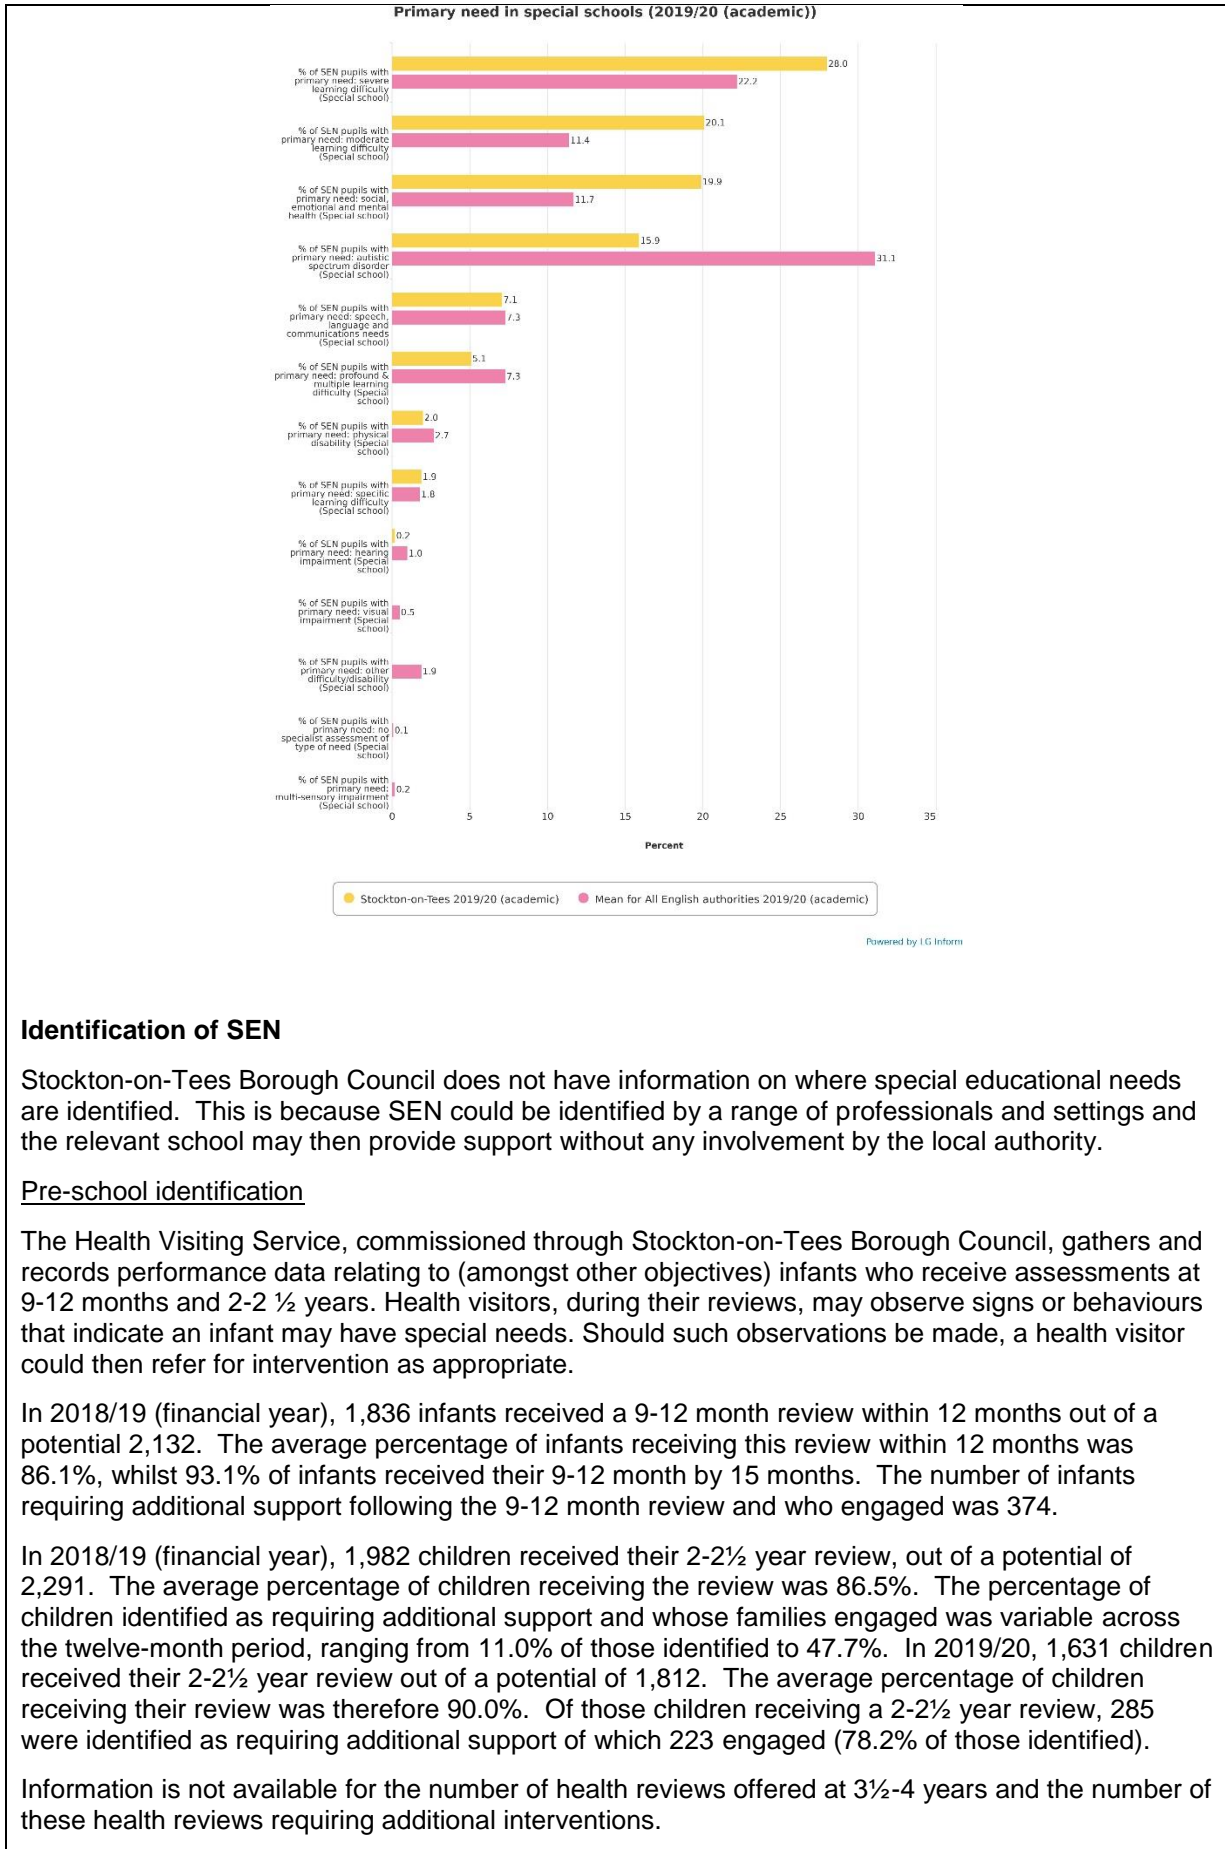 Primary need in special schools (2019/20 (academic))
% of SEN pupils with
primary need: severe
learning difficulty
(Special school)
28.0
22.2
% of SEN pupils with
primary need: moderate
learning difficulty
(Special school)
20.1
11.4
% of SEN pupils with
primary need: social,
emotional and mental
health (Special school)
19.9
11.7
% of SEN pupils with
primary need: autistic
spectrum disorder
(Special school)
15.9
31.1
% of SEN pupils with
primary need: speech,
language and
communications needs
(Special school)
7.1
7.3
% of SEN pupils with
primary need: profound &
multiple learning
difficulty (Special
school)
5.1
7.3
% of SEN pupils with
primary need: physical
disability (Special
school)
2.0
2.7
% of SEN pupils with
primary need: specific
learning difficulty
(Special school)
1.9
1.8
% of SEN pupils with
primary need: hearing
impairment (Special
school)
0.2
1.0
% of SEN pupils with
primary need: visual
impairment (Special
school)
0.5
% of SEN pupils with
primary need: other
difficulty/disability
(Special school)
1.9
% of SEN pupils with
primary need: no
specialist assessment of
type of need (Special
school)
0.1
% of SEN pupils with
primary need:
multi-sensory impairment
(Special school)
0.2
0 5 10 15 20 25 30 35
Percent
Stockton-on-Tees 2019/20 (academic) Mean for All English authorities 2019/20 (academic)
Powered by LG Inform
Identification of SEN
Stockton-on-Tees Borough Council does not have information on where special educational needs
are identified. This is because SEN could be identified by a range of professionals and settings and
the relevant school may then provide support without any involvement by the local authority.
Pre-school identification
The Health Visiting Service, commissioned through Stockton-on-Tees Borough Council, gathers and
records performance data relating to (amongst other objectives) infants who receive assessments at
9-12 months and 2-2 ½ years. Health visitors, during their reviews, may observe signs or behaviours
that indicate an infant may have special needs. Should such observations be made, a health visitor
could then refer for intervention as appropriate.
In 2018/19 (financial year), 1,836 infants received a 9-12 month review within 12 months out of a
potential 2,132. The average percentage of infants receiving this review within 12 months was
86.1%, whilst 93.1% of infants received their 9-12 month by 15 months. The number of infants
requiring additional support following the 9-12 month review and who engaged was 374.
In 2018/19 (financial year), 1,982 children received their 2-2½ year review, out of a potential of
2,291. The average percentage of children receiving the review was 86.5%. The percentage of
children identified as requiring additional support and whose families engaged was variable across
the twelve-month period, ranging from 11.0% of those identified to 47.7%. In 2019/20, 1,631 children
received their 2-2½ year review out of a potential of 1,812. The average percentage of children
receiving their review was therefore 90.0%. Of those children receiving a 2-2½ year review, 285
were identified as requiring additional support of which 223 engaged (78.2% of those identified).
Information is not available for the number of health reviews offered at 3½-4 years and the number of
these health reviews requiring additional interventions.